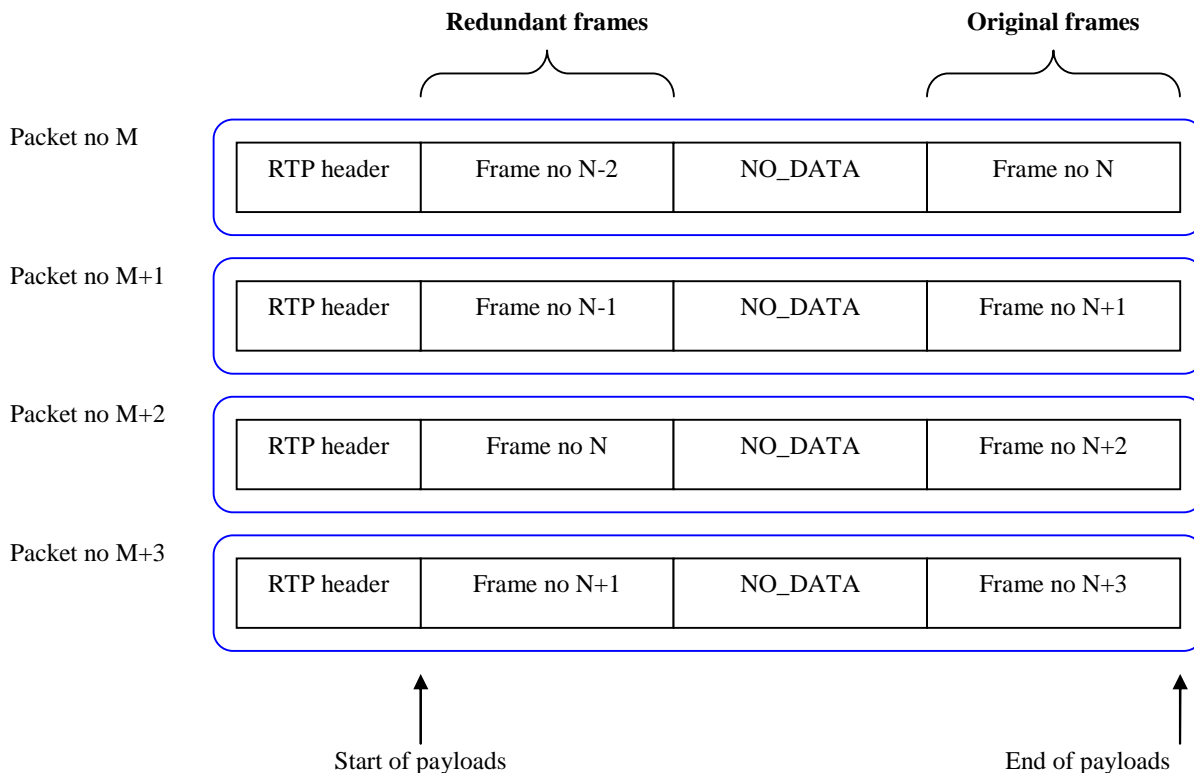 Redundant frames Original frames
Packet no M
RTP header Frame no N-2 NO_DATA Frame no N
Packet no M+1
RTP header Frame no N-1 NO_DATA Frame no N+1
Packet no M+2
RTP header Frame no N NO_DATA Frame no N+2
Packet no M+3
RTP header Frame no N+1 NO_DATA Frame no N+3
Start of payloads End of payloads